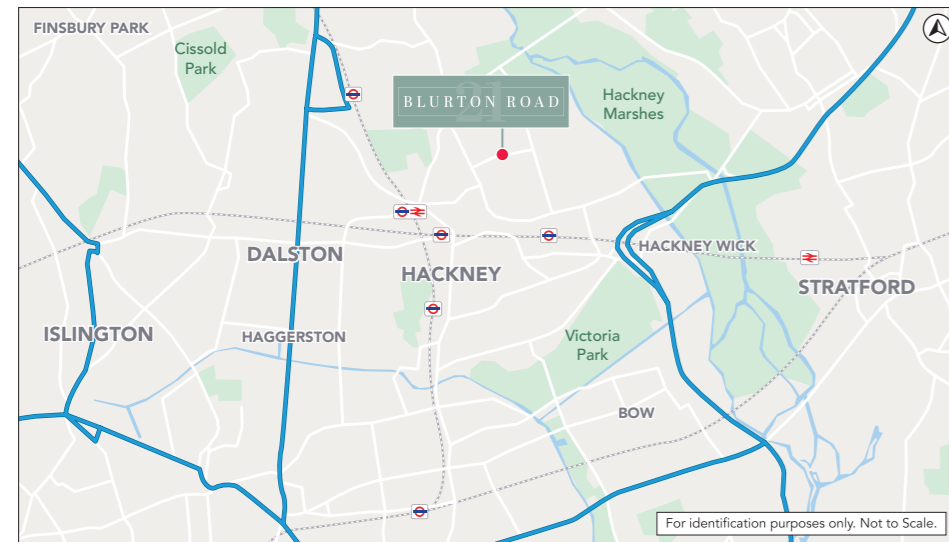 FINSBURY PARK
Cissold
Park
21
BLURTON ROAD
Hackney
Marshes
DALSTON
HACKNEY
HACKNEY WICK
STRATFORD
ISLINGTON
HAGGERSTON
Victoria
Park
BOW
For identification purposes only. Not to Scale.